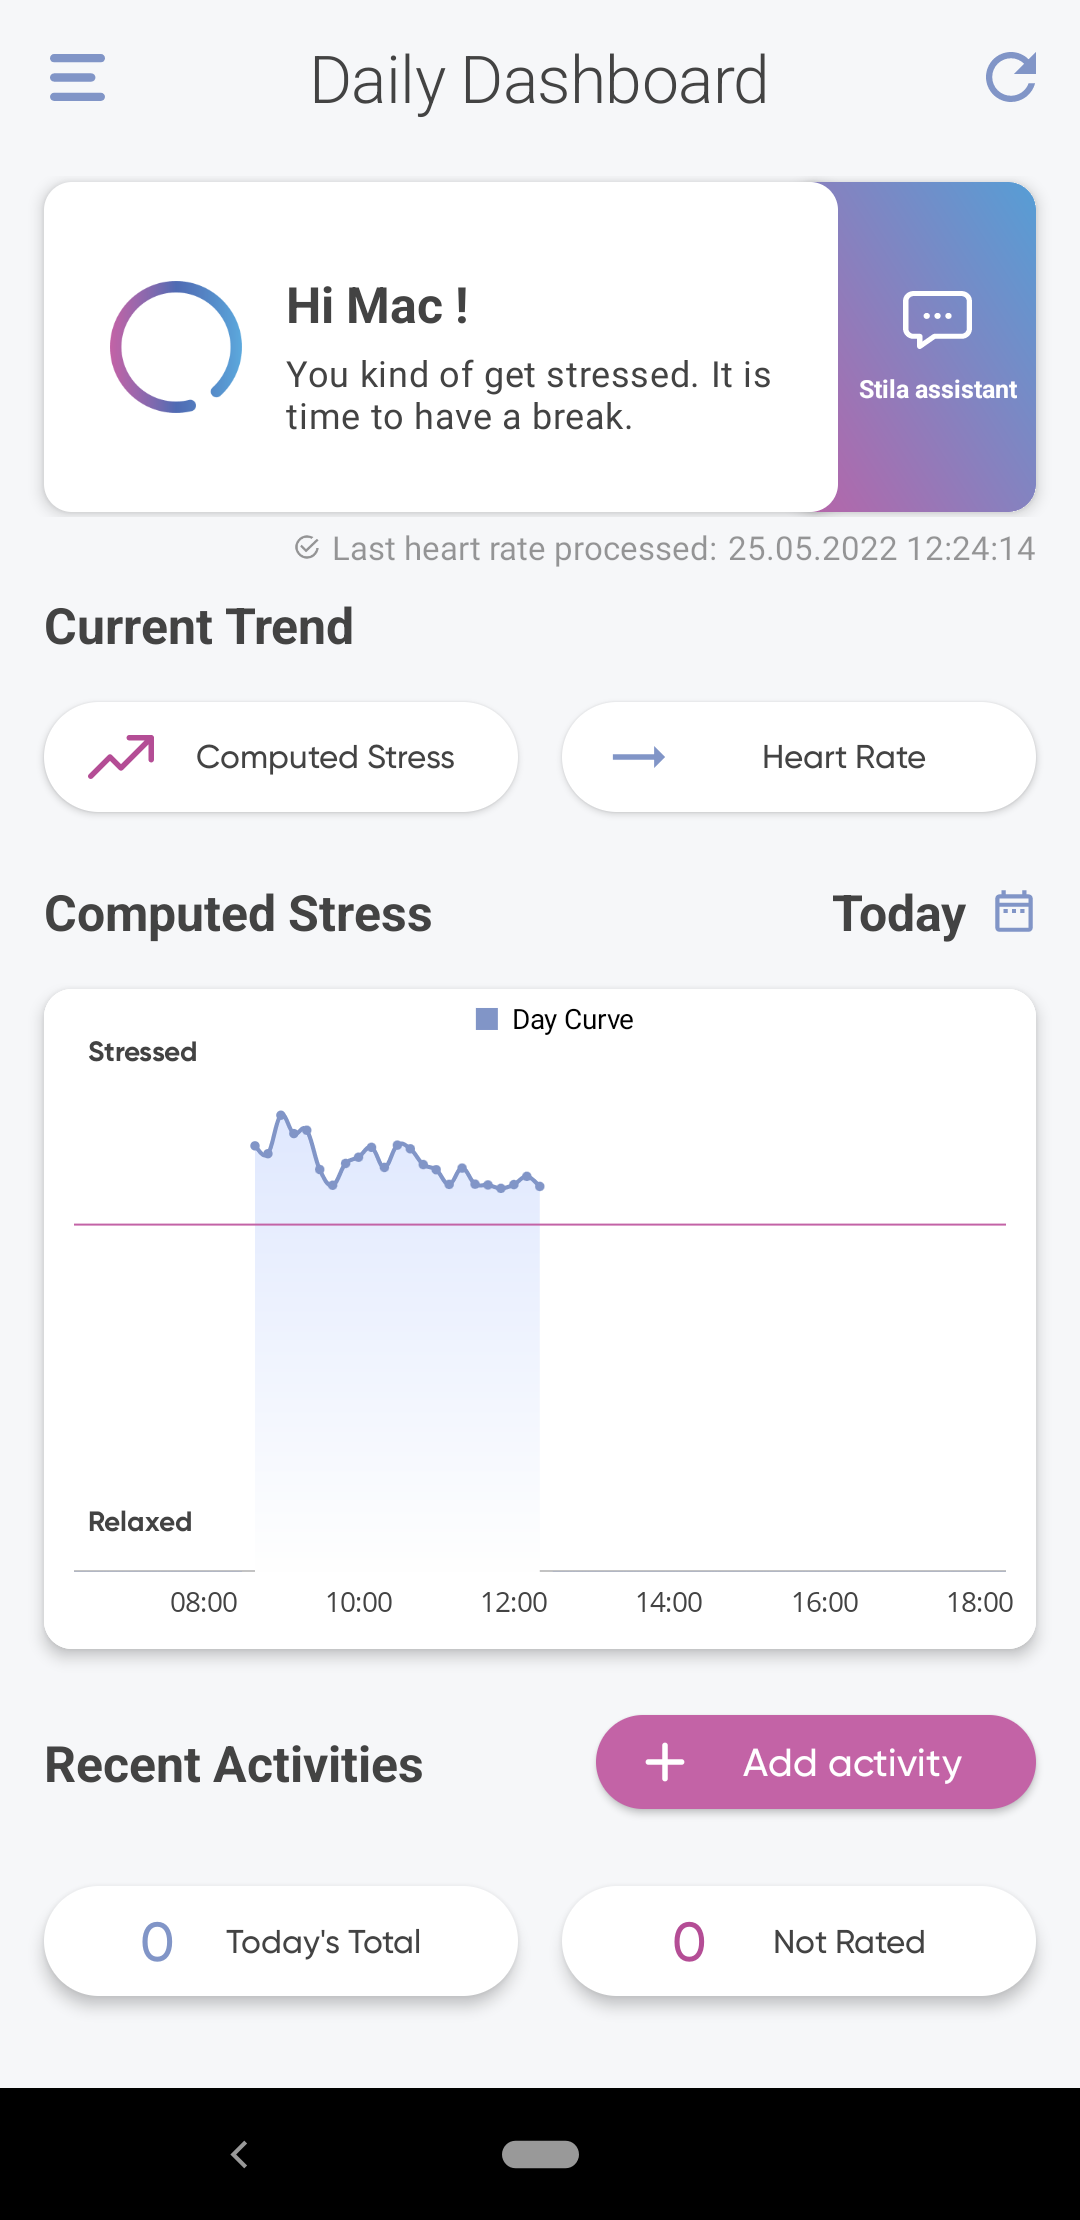 Daily Dashboard
Hi Mac !
You kind of get stressed. It is
time to have a break.
Stila assistant
Last heart rate processed: 25.05.2022 12:24:14
Current Trend
Computed Stress
Heart Rate
Computed Stress
Today
Day Curve
Stressed
Relaxed
08:00 10:00 12:00 14:00 16:00 18:00
Recent Activities
Add activity
0 Today's Total
0 Not Rated